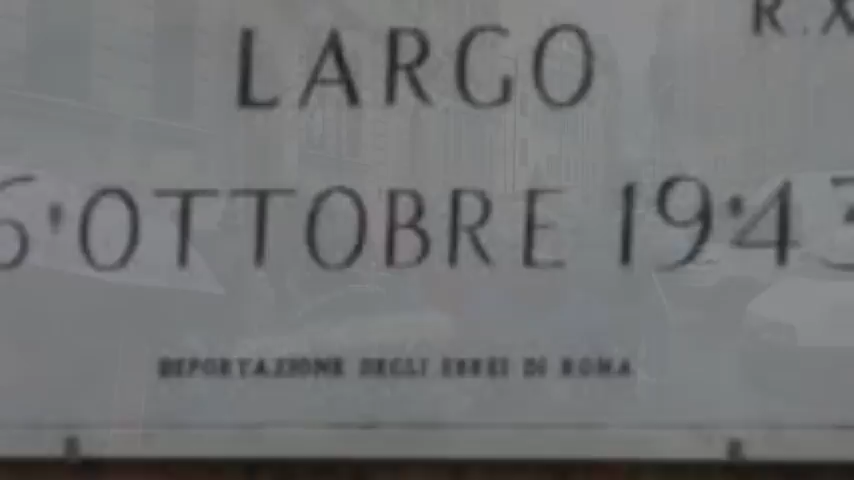 R.X
LARGO
6 OTTOBRE 1943
DEPORTAZIONE DEGLI EBREI DI ROMA